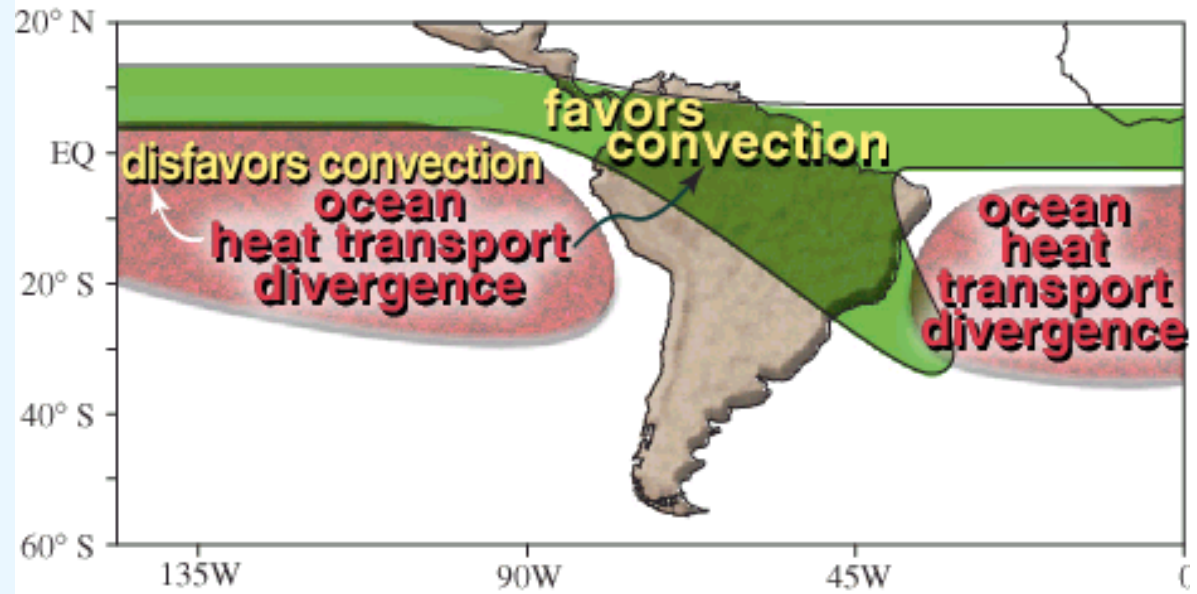 20° N
EQ
20° S
40° S
60° S
favors
convection
disfavors convection
ocean
heat transport
divergence
ocean
heat
transport
divergence
135W
90W
45W